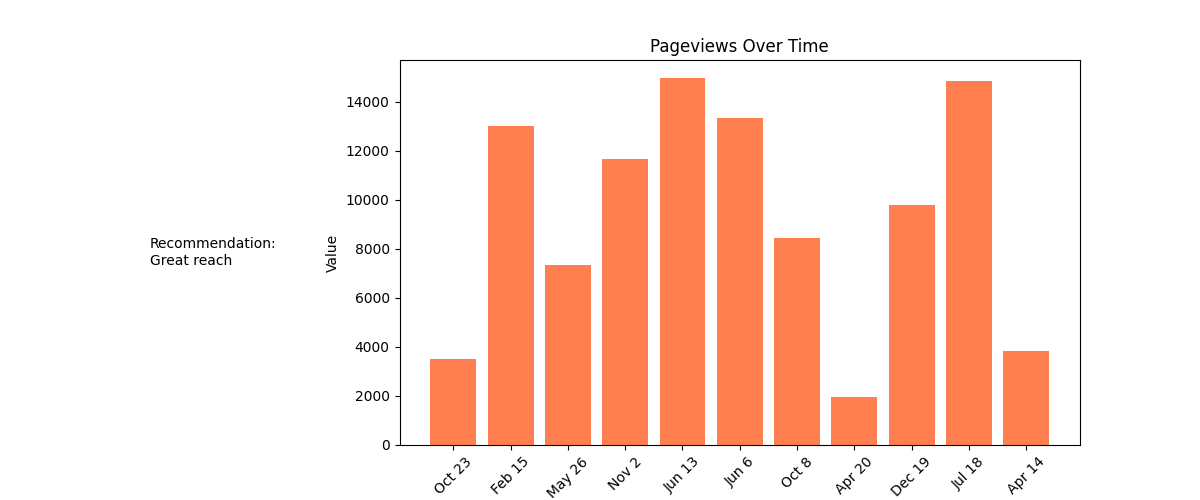 Pageviews Over Time
Recommendation:
Great reach
Value
14000
12000
10000
8000
6000
4000
2000
0
Oct 23
Feb 15
May 26
Nov 2
Jun 13
Jun 6
Oct 8
Apr 20
Dec 19
Jul 18
Apr 14